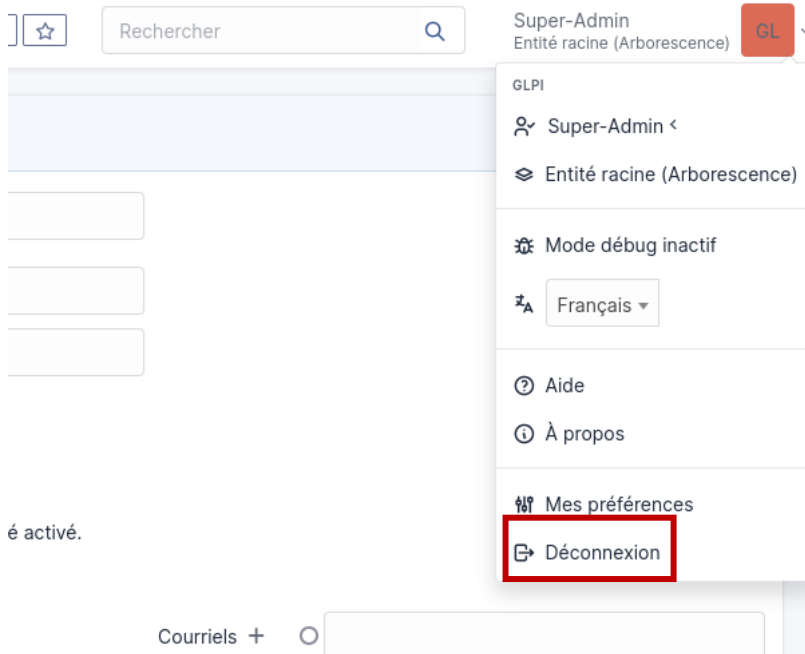 Rechercher
Super-Admin
Entité racine (Arborescence)
GL
GLPI
Super-Admin <
Entité racine (Arborescence)
Mode débug inactif
Français
Aide
À propos
Mes préférences
é activé.
Déconnexion
Courriels +